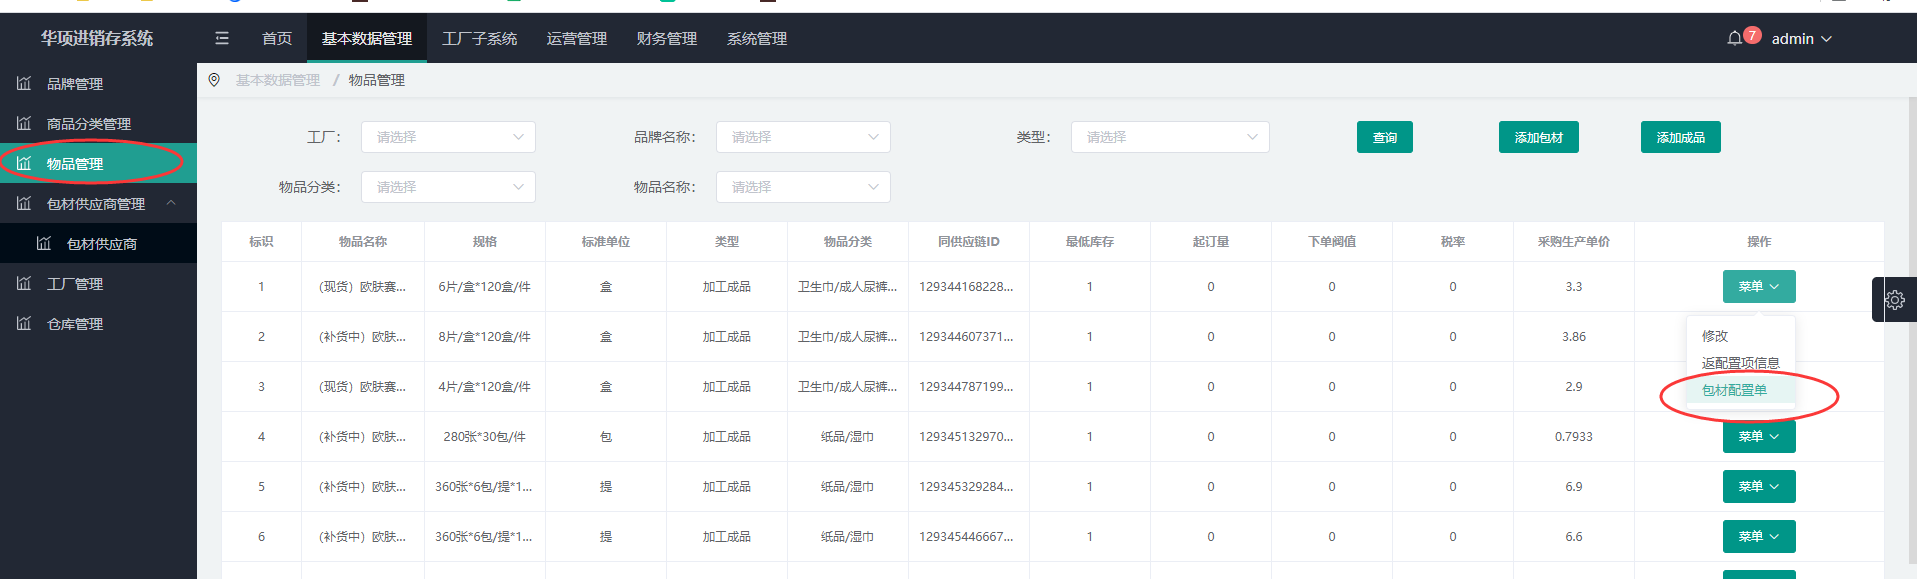 华项进销存系统
首页 基本数据管理 工厂子系统 运营管理 财务管理 系统管理
7 admin
品牌管理
商品分类管理
物品管理
包材供应商管理
包材供应商
工厂管理
仓库管理
基本数据管理 / 物品管理
工厂: 请选择 品牌名称: 请选择 类型: 请选择 查询 添加包材 添加成品
物品分类: 请选择 物品名称: 请选择
标识 物品名称 规格 标准单位 类型 物品分类 同供应链ID 最低库存 起订量 下单阀值 税率 采购生产单价 操作
1 (现货) 欧肤赛... 6片/盒*120盒/件 盒 加工成品 卫生巾/成人尿裤... 129344168228... 1 0 0 0 3.3 菜单
2 (补货中) 欧肤... 8片/盒*120盒/件 盒 加工成品 卫生巾/成人尿裤... 129344607371... 1 0 0 0 3.86
3 (现货) 欧肤赛... 4片/盒*120盒/件 盒 加工成品 卫生巾/成人尿裤... 129344787199... 1 0 0 0 2.9
4 (补货中) 欧肤... 280张*30包/件 包 加工成品 纸品/湿巾 129345132970... 1 0 0 0 0.7933 菜单
5 (补货中) 欧肤... 360张*6包/提*1... 提 加工成品 纸品/湿巾 129345329284... 1 0 0 0 6.9 菜单
6 (补货中) 欧肤... 360张*6包/提*1... 提 加工成品 纸品/湿巾 129345446667... 1 0 0 0 6.6 菜单
修改
返配置项信息
包材配置单